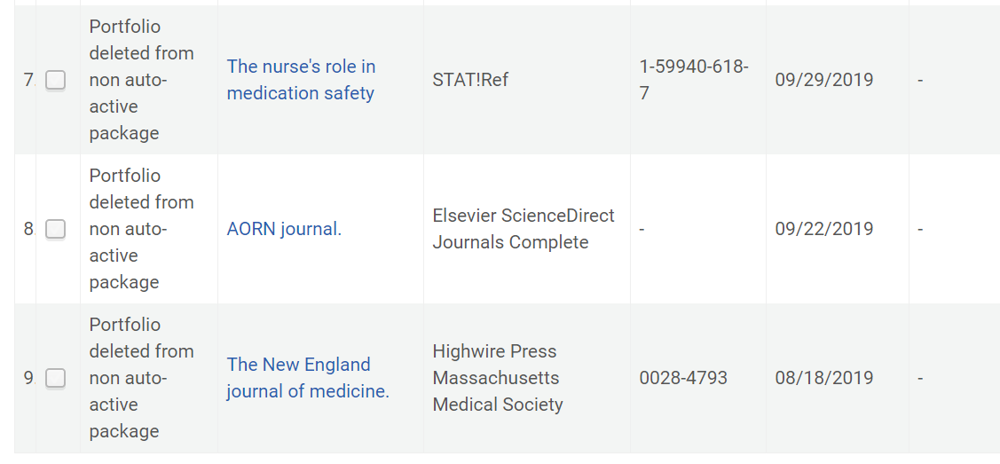 7.
Portfolio
deleted from
non auto-
active
package
The nurse's role in
medication safety
STAT!Ref
1-59940-618-
7
09/29/2019
-
8
Portfolio
deleted from
non auto-
active
package
AORN journal.
Elsevier ScienceDirect
Journals Complete
-
09/22/2019
-
9.
Portfolio
deleted from
non auto-
active
package
The New England
journal of medicine.
Highwire Press
Massachusetts
Medical Society
0028-4793
08/18/2019
-